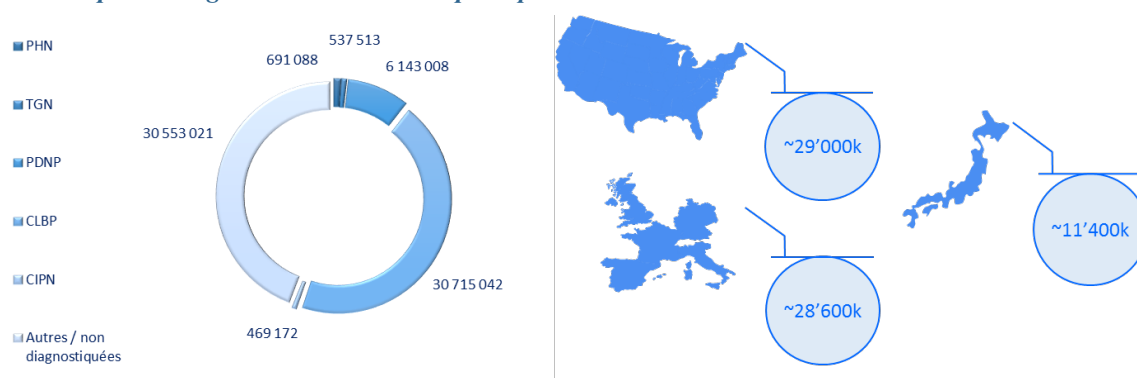 PHN
TGN
PDNP
CLBP
CIPN
Autres / non
diagnostiquées
691 088
537 513
6 143 008
30 553 021
30 715 042
469 172
~29’000k
~11’400k
~28’600k